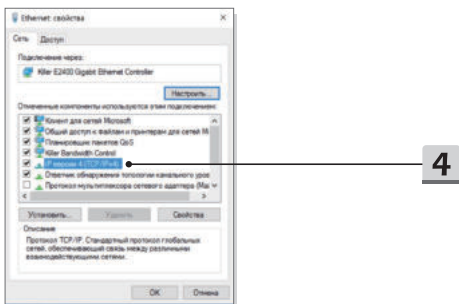 Ethernet: свойства
Сеть Доступ
Подключение через:
Killer E2400 Gigabit Ethernet Controller
Настроить...
Отмеченные компоненты используются этим подключением:
Клиент для сетей Microsoft
Общий доступ к файлам и принтерам для сетей Mi
Планировщик пакетов QoS
Killer Bandwidth Control
IP версии 4 (TCP/IPv4)
Ответчик обнаружения топологии канального уров
Протокол мультиплексора сетевого адаптера (Ma
Установить... Удалить Свойства
Описание
Протокол TCP/IP. Стандартный протокол глобальных
сетей, обеспечивающий связь между различными
взаимодействующими сетями.
OK Отмена
4